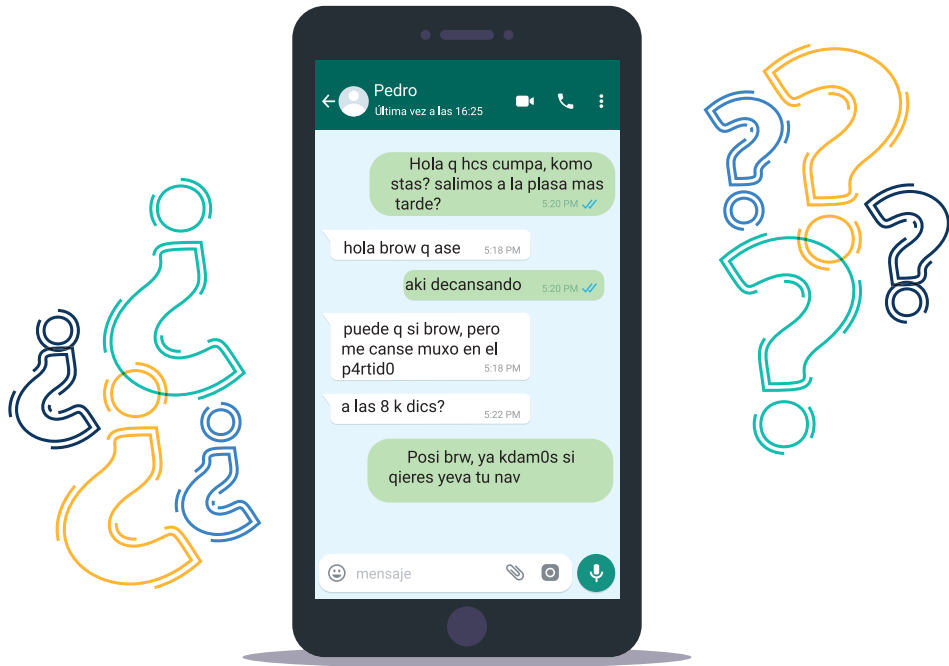 Pedro
Última vez a las 16:25
Hola q hcs cumpa, komo
stas? salimos a la plasa mas
tarde?
5:20 PM
hola brow q ase
5:18 PM
aki decansando
5:20 PM
puede q si brow, pero
me canse muxo en el
p4rtid0
5:18 PM
a las 8 k dics?
5:22 PM
Posi brw, ya kdam0s si
qieres yeva tu nav
mensaje